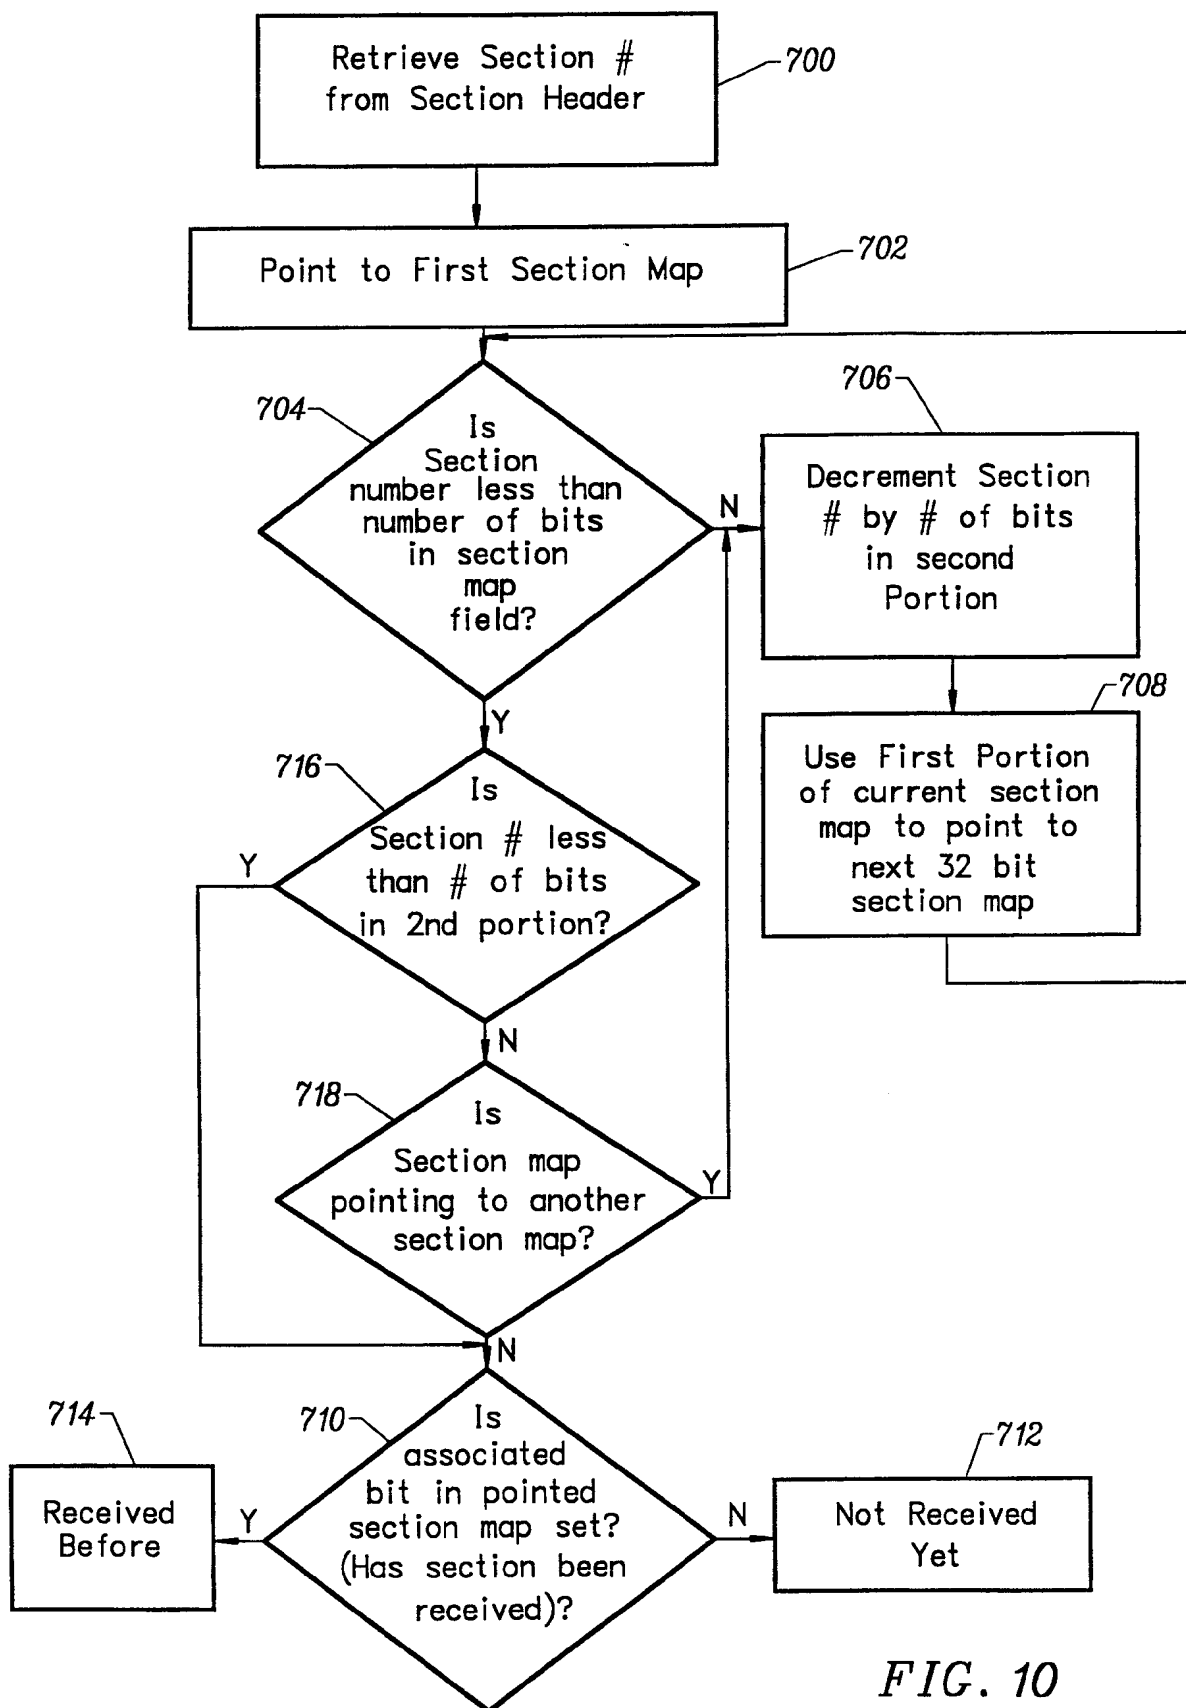 Retrieve Section #
from Section Header
700
Point to First Section Map
702
704
Is
Section
number less than
number of bits
in section
map
field?
N
Y
706
Decrement Section
# by # of bits
in second
Portion
708
Use First Portion
of current section
map to point to
next 32 bit
section map
716
Is
Section # less
than # of bits
in 2nd portion?
Y
N
718
Is
Section map
pointing to another
section map?
Y
N
710
Is
associated
bit in pointed
section map set?
(Has section been
received)?
Y
N
714
Received
Before
712
Not Received
Yet
FIG. 10